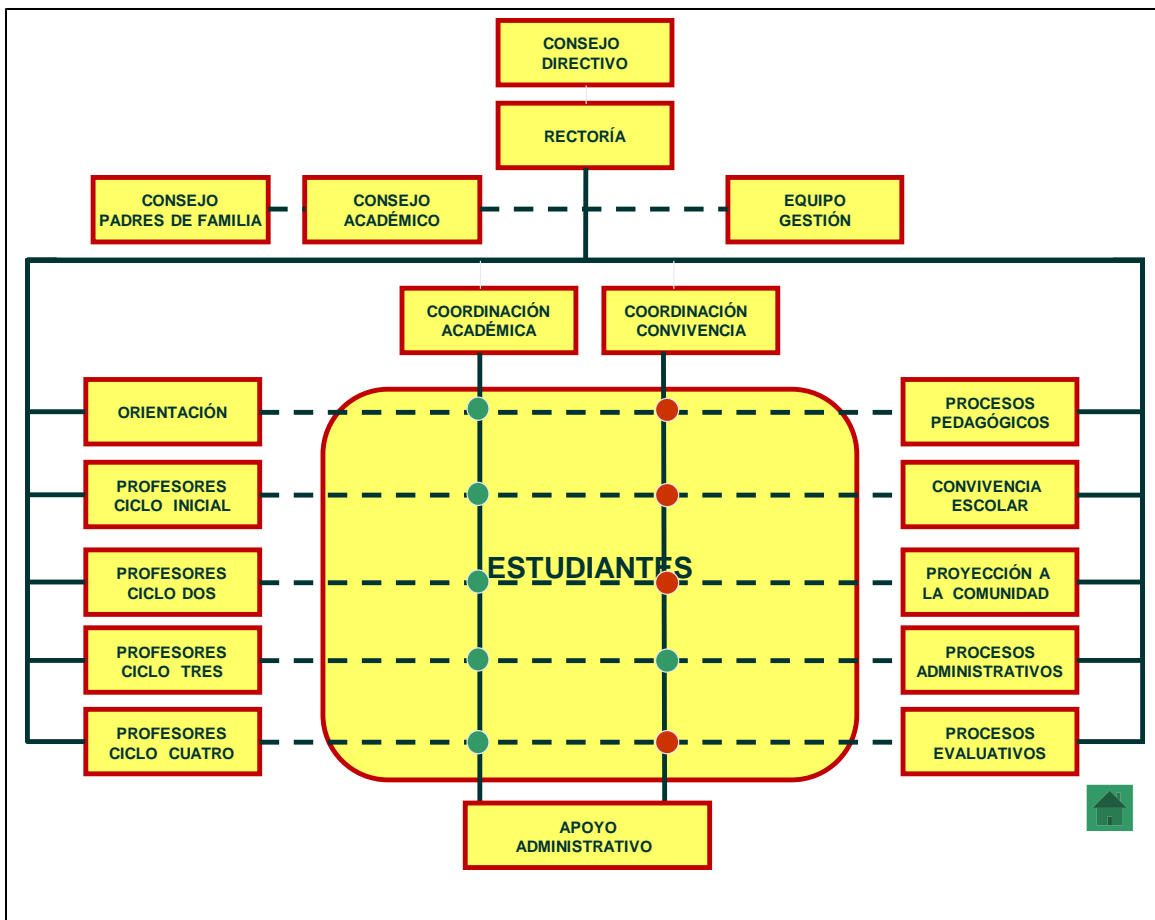 CONSEJO
DIRECTIVO
RECTORÍA
CONSEJO
PADRES DE FAMILIA
CONSEJO
ACADÉMICO
EQUIPO
GESTIÓN
COORDINACIÓN
ACADÉMICA
COORDINACIÓN
CONVIVENCIA
ORIENTACIÓN
PROCESOS
PEDAGÓGICOS
PROFESORES
CICLO INICIAL
CONVIVENCIA
ESCOLAR
ESTUDIANTES
PROFESORES
CICLO DOS
PROYECCIÓN A
LA COMUNIDAD
PROFESORES
CICLO TRES
PROCESOS
ADMINISTRATIVOS
PROFESORES
CICLO CUATRO
PROCESOS
EVALUATIVOS
APOYO
ADMINISTRATIVO